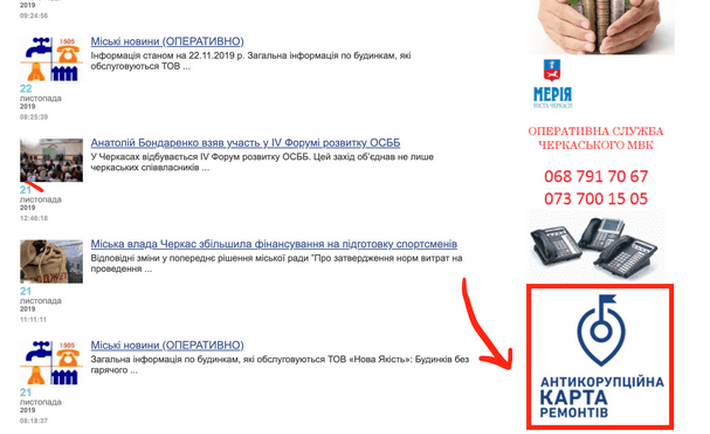 2019
09:24:56
1505
Міські новини (ОПЕРАТИВНО)
Інформація станом на 22.11.2019 р. Загальна інформація по будинкам, які
обслуговуються ТОВ ...
22
листопада
2019
08:25:39
Анатолій Бондаренко взяв участь у IV Форумі розвитку ОСББ
У Черкасах відбувається IV Форум розвитку ОСББ. Цей захід об'єднав не лише
черкаських співвласників ...
21
листопада
2019
12:46:18
Міська влада Черкас збільшила фінансування на підготовку спортсменів
Відповідні зміни у попереднє рішення міської ради "Про затвердження норм витрат на
проведення ...
21
листопада
2019
11:11:11
1505
Міські новини (ОПЕРАТИВНО)
Загальна інформація по будинкам, які обслуговуються ТОВ «Нова Якість»: Будинків без
гарячого ...
21
листопада
2019
08:18:37
МЕРІЯ
МІСТА ЧЕРКАСИ
ОПЕРАТИВНА СЛУЖБА
ЧЕРКАСЬКОГО МВК
068 791 70 67
073 700 15 05
АНТИКОРУПЦІЙНА
КАРТА
РЕМОНТІВ